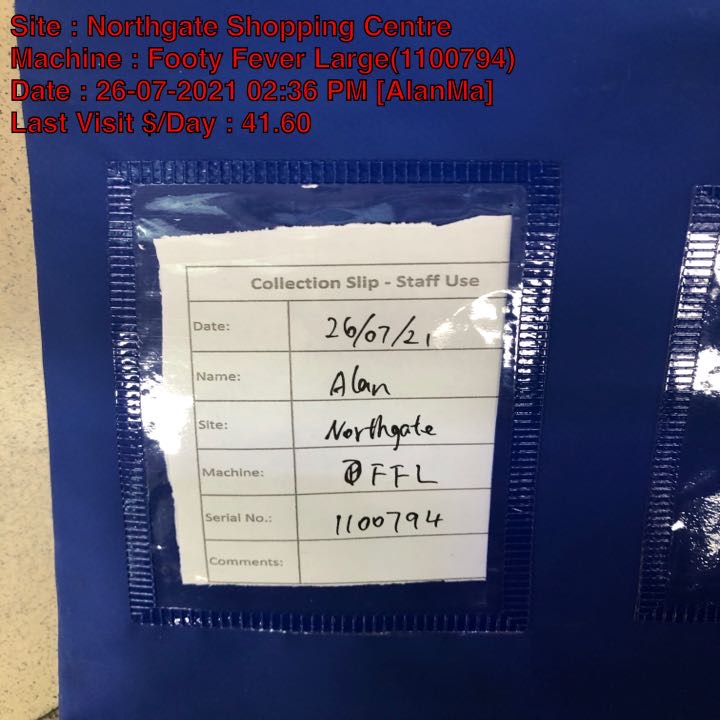 Site : Northgate Shopping Centre
Machine : Footy Fever Large(1100794)
Date : 26-07-2021 02:36 PM [AlanMa]
Last Visit $/Day : 41.60
Collection Slip - Staff Use
Date: 26/07/21
Name: Alan
Site: Northgate
Machine: FFL
Serial No.: 1100794
Comments: